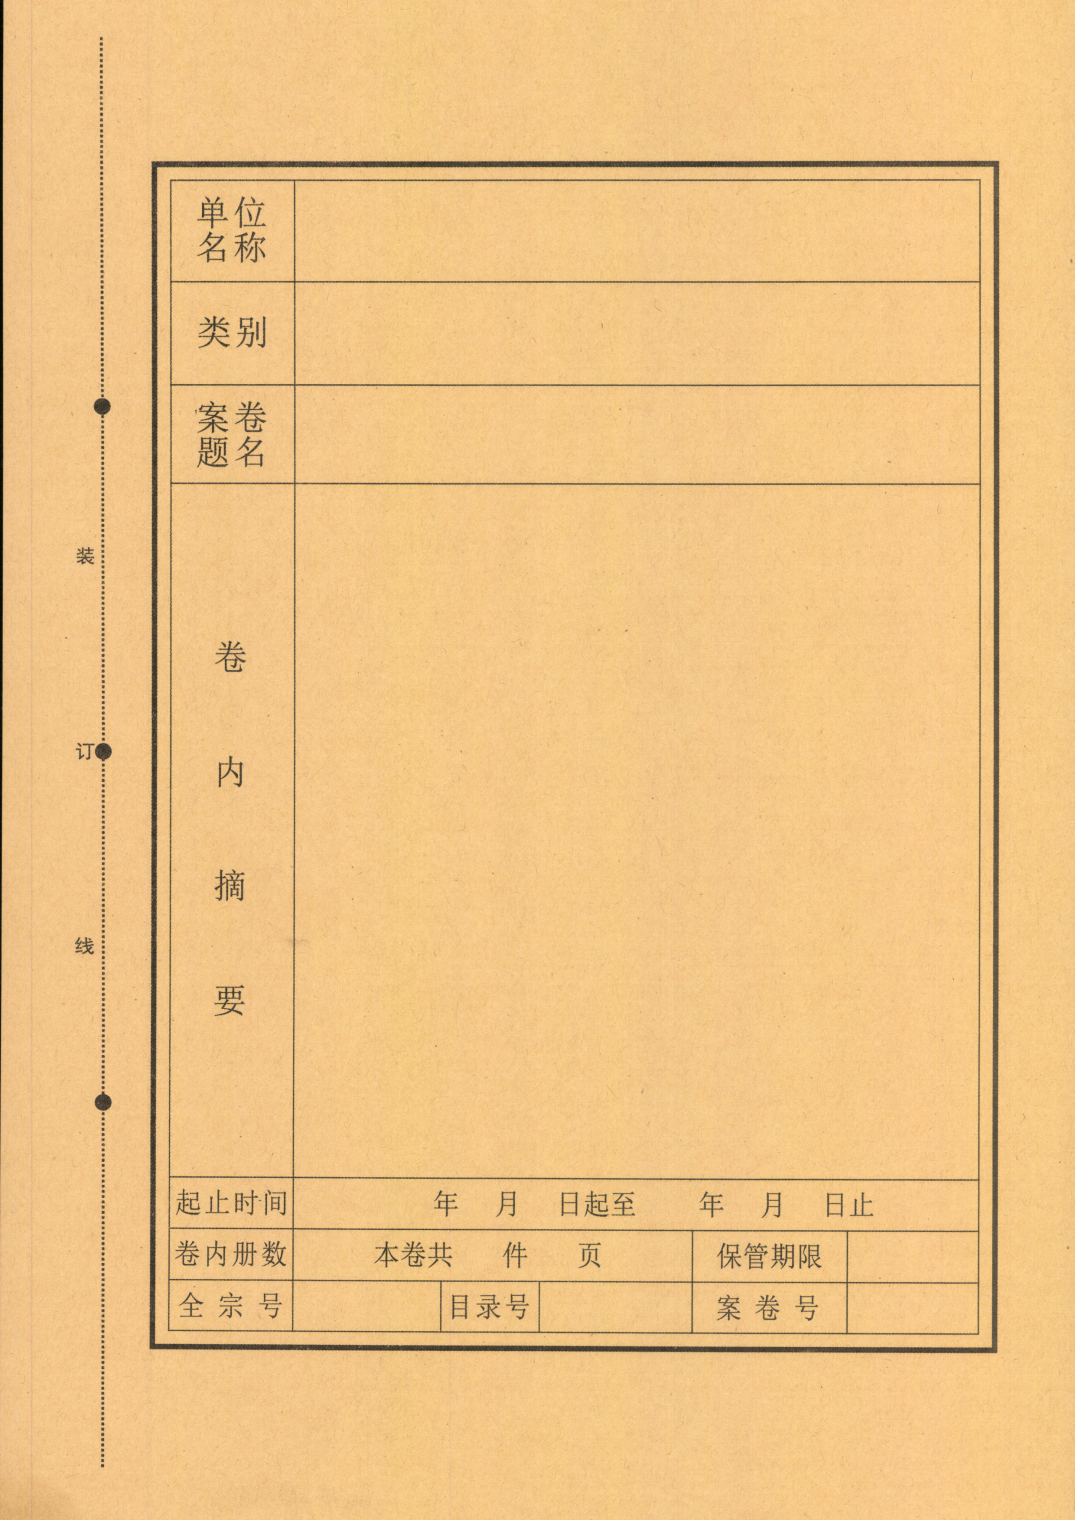 单位
名称
类别
案卷
题名
卷
内
摘
要
起止时间 年 月 日起至 年 月 日止
卷内册数 本卷共 件 页 保管期限
全宗号 目录号 案卷号
装
订
线